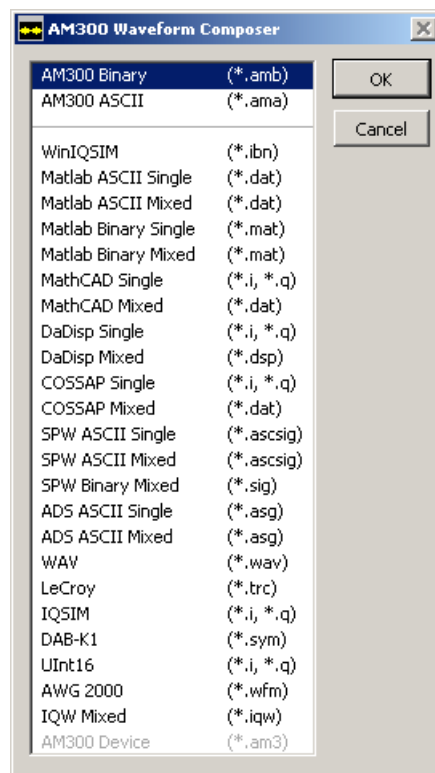 AM300 Waveform Composer
AM300 Binary (*.amb)
AM300 ASCII (*.ama)
WinIQSIM (*.ibn)
Matlab ASCII Single (*.dat)
Matlab ASCII Mixed (*.dat)
Matlab Binary Single (*.mat)
Matlab Binary Mixed (*.mat)
MathCAD Single (*.i, *.q)
MathCAD Mixed (*.dat)
DaDisp Single (*.i, *.q)
DaDisp Mixed (*.dsp)
COSSAP Single (*.i, *.q)
COSSAP Mixed (*.dat)
SPW ASCII Single (*.ascsig)
SPW ASCII Mixed (*.ascsig)
SPW Binary Mixed (*.sig)
ADS ASCII Single (*.asg)
ADS ASCII Mixed (*.asg)
WAV (*.wav)
LeCroy (*.trc)
IQSIM (*.i, *.q)
DAB-K1 (*.sym)
UInt16 (*.i, *.q)
AWG 2000 (*.wfm)
IQW Mixed (*.iqw)
AM300 Device (*.am3)
OK
Cancel